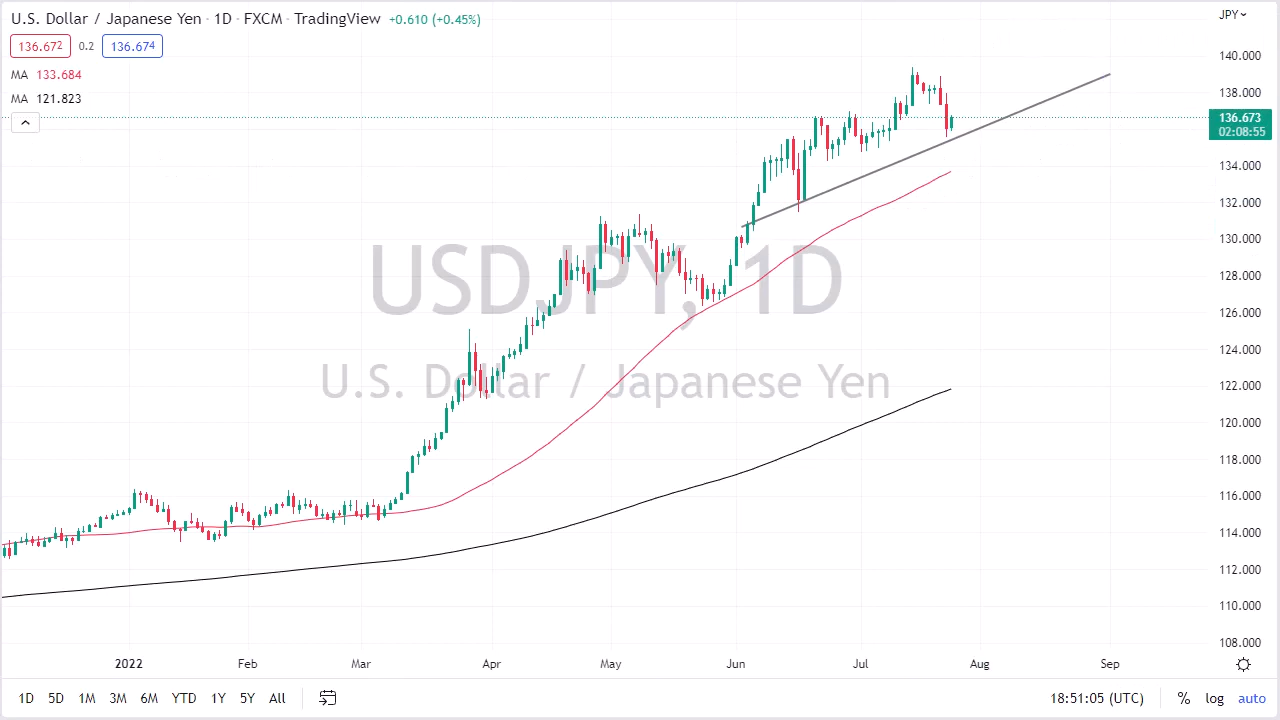 U.S. Dollar / Japanese Yen · 1D · FXCM · TradingView +0.610 (+0.45%)
JPY
136.672 0.2 136.674
MA 133.684
MA 121.823
140.000
138.000
136.673
02:08:55
134.000
132.000
130.000
128.000
126.000
124.000
122.000
120.000
118.000
116.000
114.000
112.000
110.000
108.000
USDJPY, 1D
U.S. Dollar / Japanese Yen
2022 Feb Mar Apr May Jun Jul Aug Sep
1D 5D 1M 3M 6M YTD 1Y 5Y All 18:51:05 (UTC) % log auto